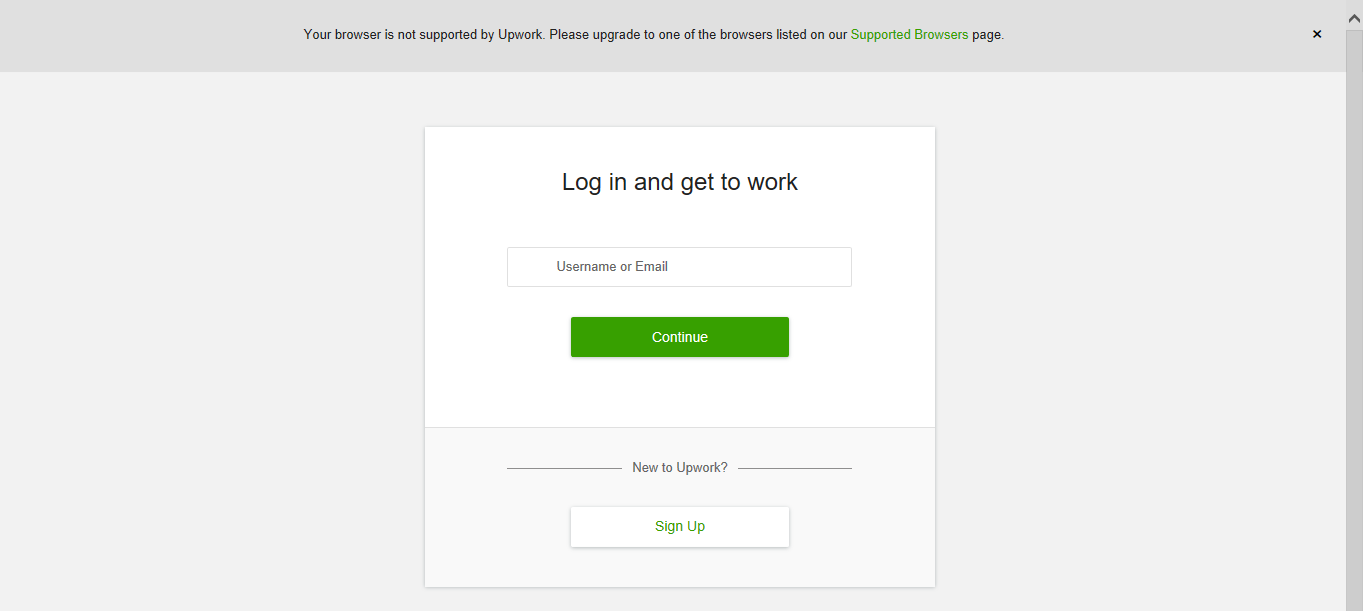 Your browser is not supported by Upwork. Please upgrade to one of the browsers listed on our Supported Browsers page.
×
Log in and get to work
Username or Email
Continue
New to Upwork?
Sign Up